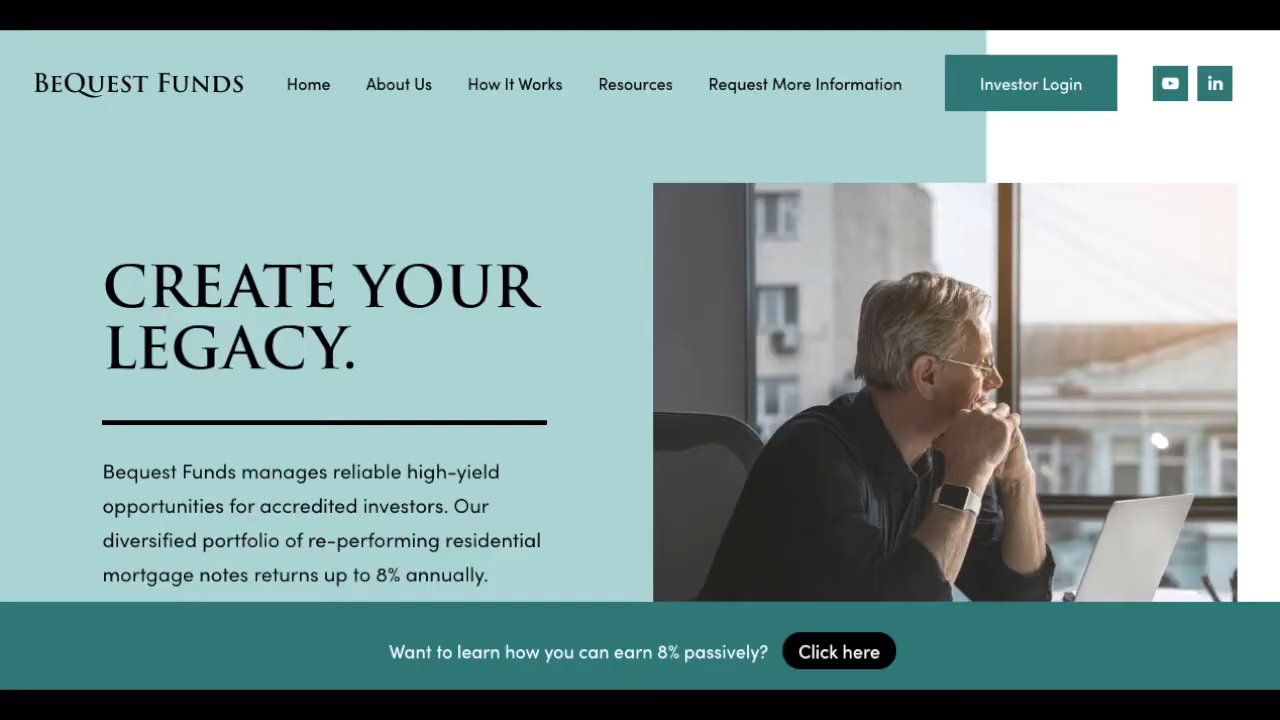 BEQUEST FUNDS
Home
About Us
How It Works
Resources
Request More Information
Investor Login
in
CREATE YOUR
LEGACY.
Bequest Funds manages reliable high-yield
opportunities for accredited investors. Our
diversified portfolio of re-performing residential
mortgage notes returns up to 8% annually.
Want to learn how you can earn 8% passively?
Click here